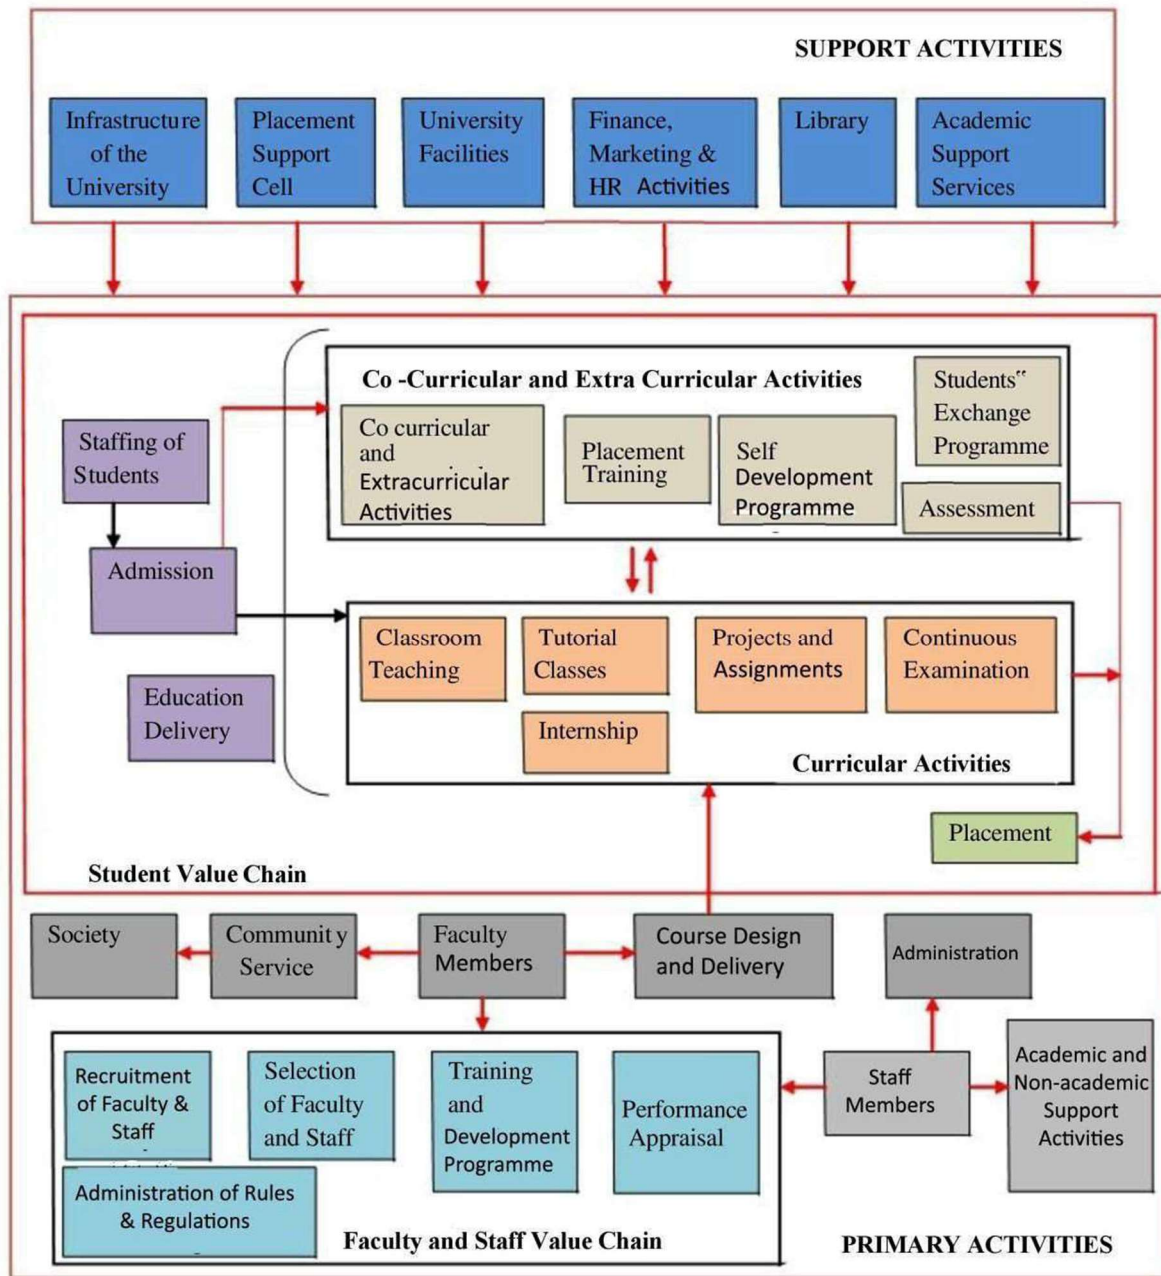 SUPPORT ACTIVITIES
Infrastructure
of the
University
Placement
Support
Cell
University
Facilities
Finance,
Marketing &
HR Activities
Library
Academic
Support
Services
Co -Curricular and Extra Curricular Activities
Students‟
Exchange
Programme
Co curricular
and
Extracurricular
Activities
Placement
Training
Self
Development
Programme
Assessment
Staffing of
Students
Admission
Education
Delivery
Classroom
Teaching
Tutorial
Classes
Projects and
Assignments
Continuous
Examination
Internship
Curricular Activities
Placement
Student Value Chain
Society
Community
Service
Faculty
Members
Course Design
and Delivery
Administration
Recruitment
of Faculty &
Staff
Selection
of Faculty
and Staff
Training
and
Development
Programme
Performance
Appraisal
Staff
Members
Academic and
Non-academic
Support
Activities
Administration of Rules
& Regulations
Faculty and Staff Value Chain
PRIMARY ACTIVITIES